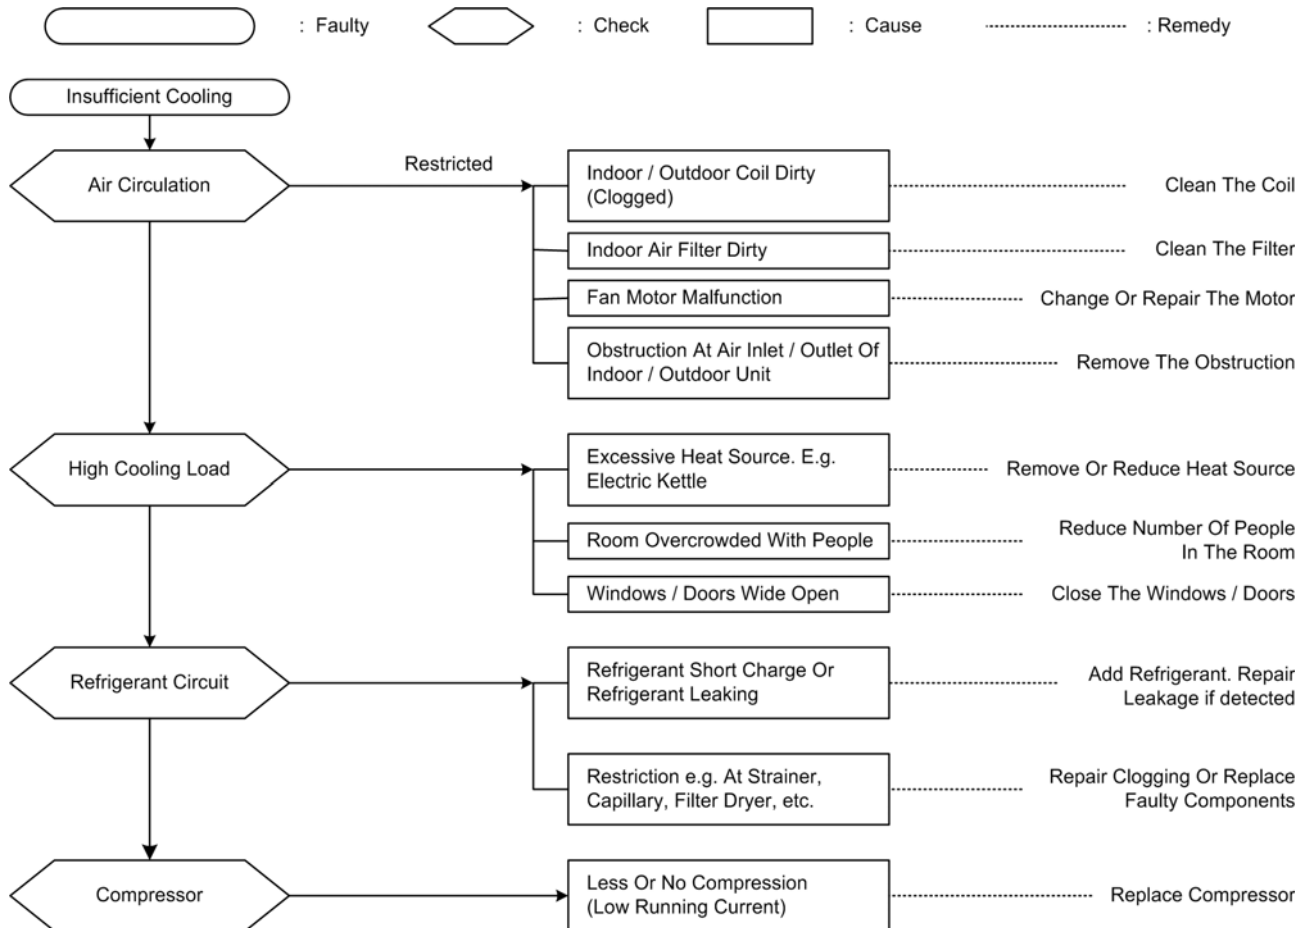 : Faulty
: Check
: Cause
: Remedy
Insufficient Cooling
Air Circulation
Restricted
Indoor / Outdoor Coil Dirty
(Clogged)
Clean The Coil
Indoor Air Filter Dirty
Clean The Filter
Fan Motor Malfunction
Change Or Repair The Motor
Obstruction At Air Inlet / Outlet Of
Indoor / Outdoor Unit
Remove The Obstruction
High Cooling Load
Excessive Heat Source. E.g.
Electric Kettle
Remove Or Reduce Heat Source
Room Overcrowded With People
Reduce Number Of People
In The Room
Windows / Doors Wide Open
Close The Windows / Doors
Refrigerant Circuit
Refrigerant Short Charge Or
Refrigerant Leaking
Add Refrigerant. Repair
Leakage if detected
Restriction e.g. At Strainer,
Capillary, Filter Dryer, etc.
Repair Clogging Or Replace
Faulty Components
Compressor
Less Or No Compression
(Low Running Current)
Replace Compressor